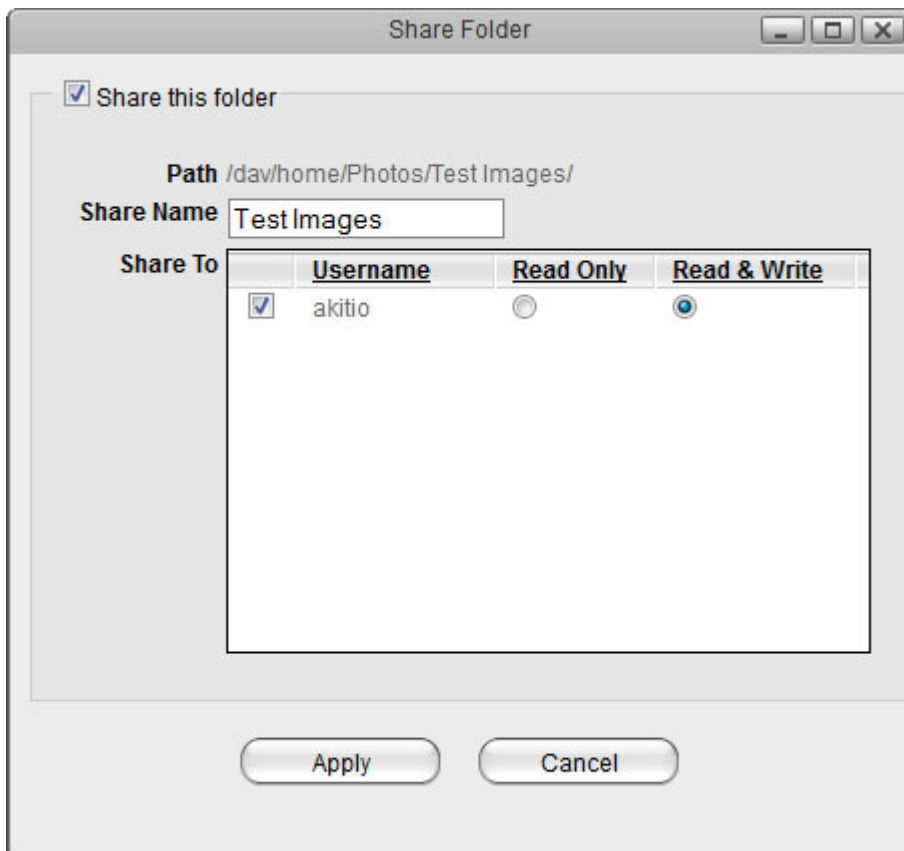 Share Folder
Share this folder
Path /dav/home/Photos/Test Images/
Share Name Test Images
Share To Username Read Only Read & Write
akitio
Apply Cancel